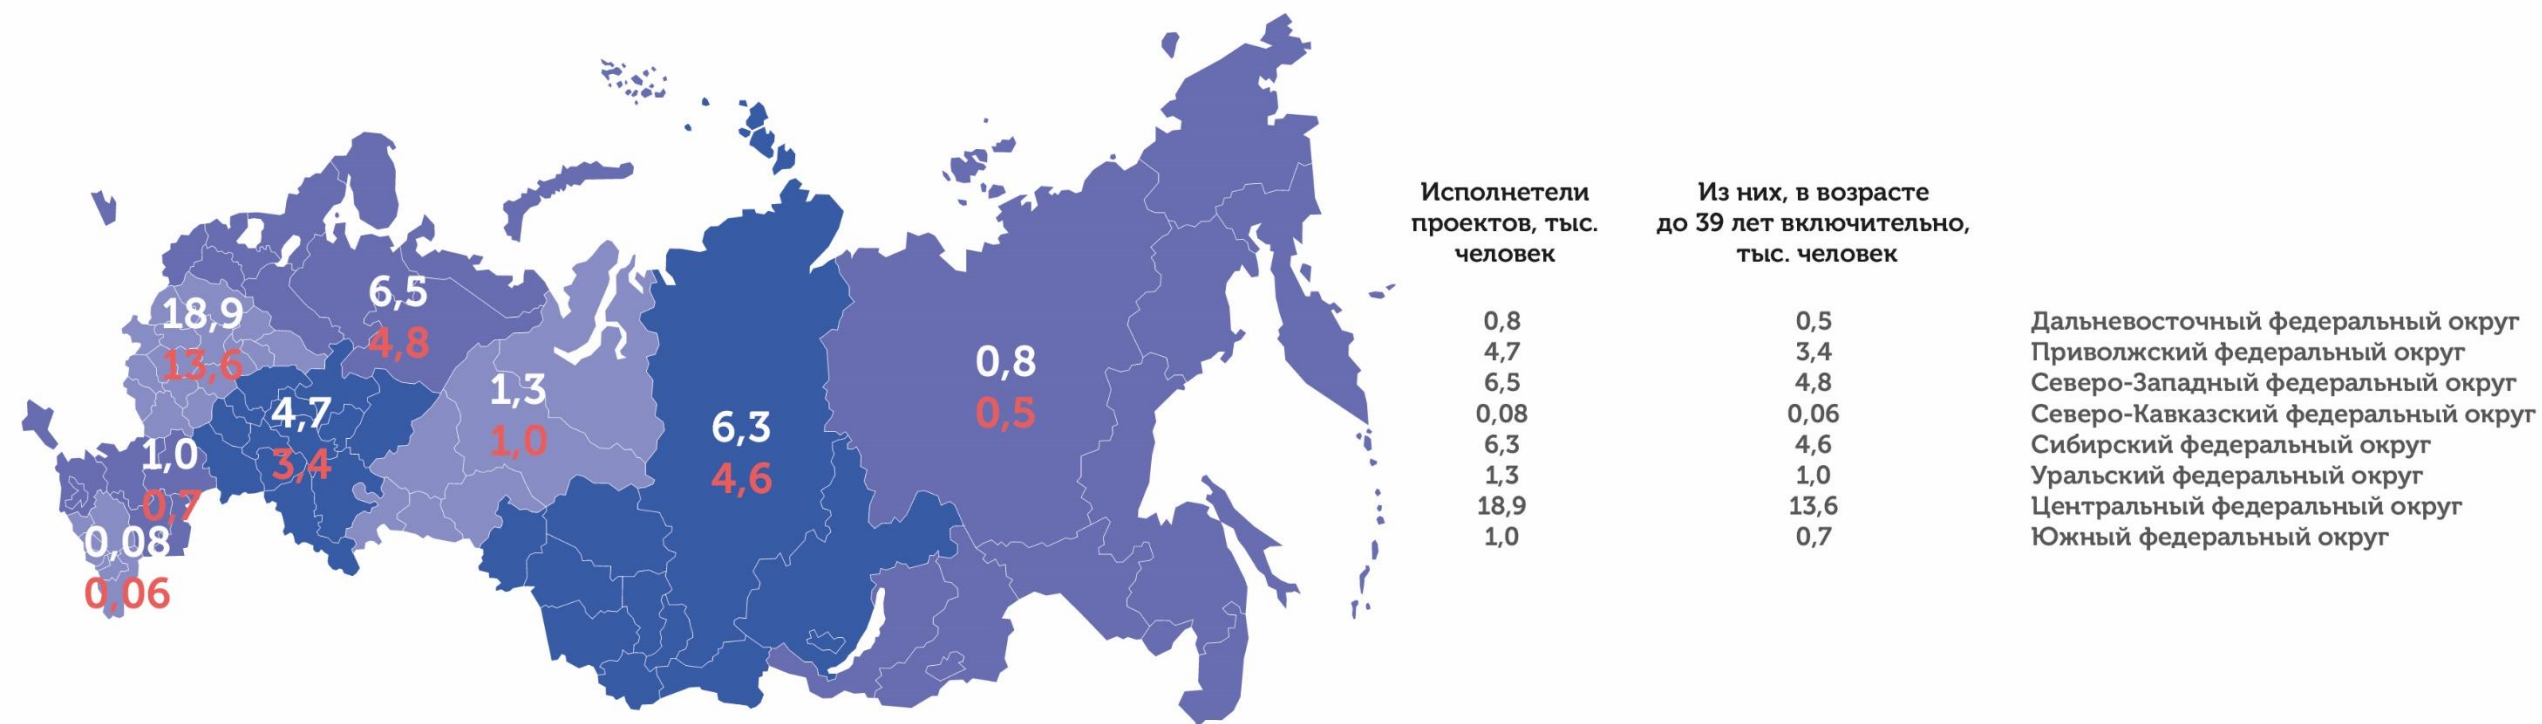 6,5
4,8
18,9
13,6
1,3
1,0
4,7
3,4
1,0
0,7
0,08
0,06
6,3
4,6
0,8
0,5
Исполнетели
проектов, тыс.
человек
Из них, в возрасте
до 39 лет включительно,
тыс. человек
0,8 0,5 Дальневосточный федеральный округ
4,7 3,4 Приволжский федеральный округ
6,5 4,8 Северо-Западный федеральный округ
0,08 0,06 Северо-Кавказский федеральный округ
6,3 4,6 Сибирский федеральный округ
1,3 1,0 Уральский федеральный округ
18,9 13,6 Центральный федеральный округ
1,0 0,7 Южный федеральный округ